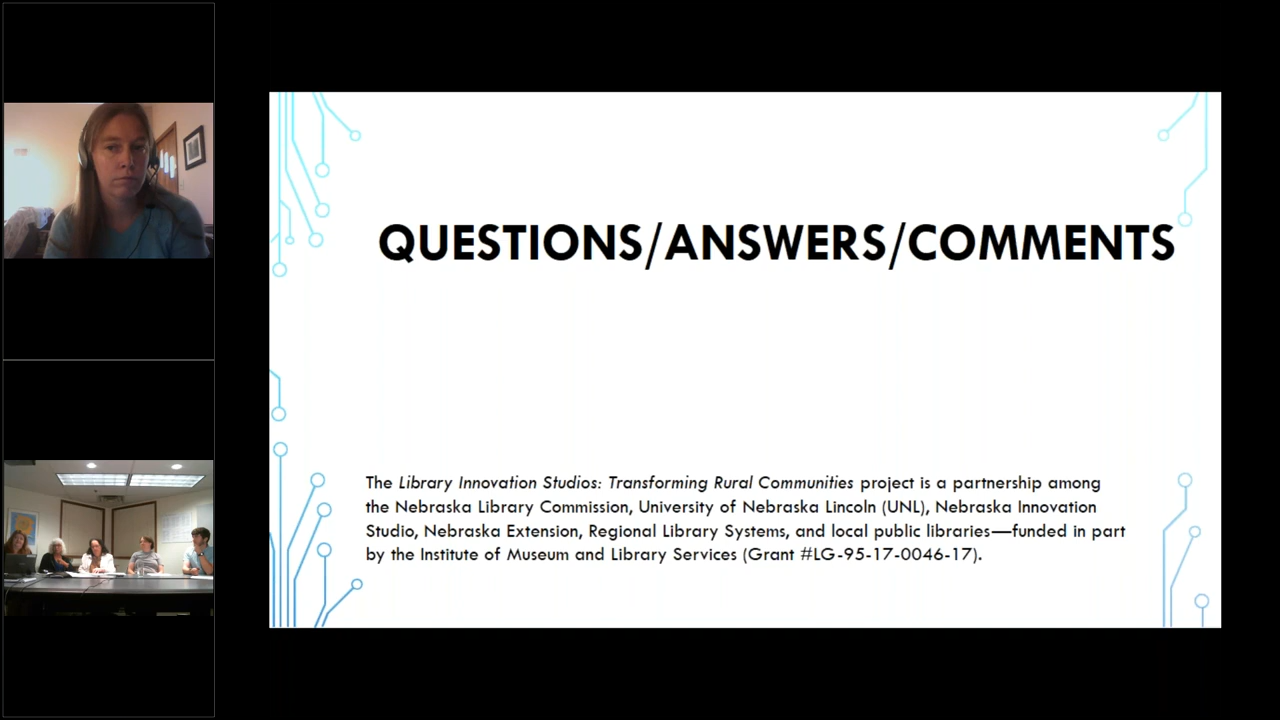 QUESTIONS/ANSWERS/COMMENTS
The Library Innovation Studios: Transforming Rural Communities project is a partnership among
the Nebraska Library Commission, University of Nebraska Lincoln (UNL), Nebraska Innovation
Studio, Nebraska Extension, Regional Library Systems, and local public libraries—funded in part
by the Institute of Museum and Library Services (Grant #LG-95-17-0046-17).